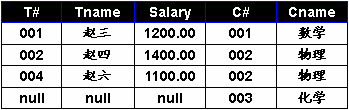 T# Tname Salary C# Cname
001 赵三 1200.00 001 数学
002 赵四 1400.00 002 物理
004 赵六 1100.00 002 物理
null null null 003 化学